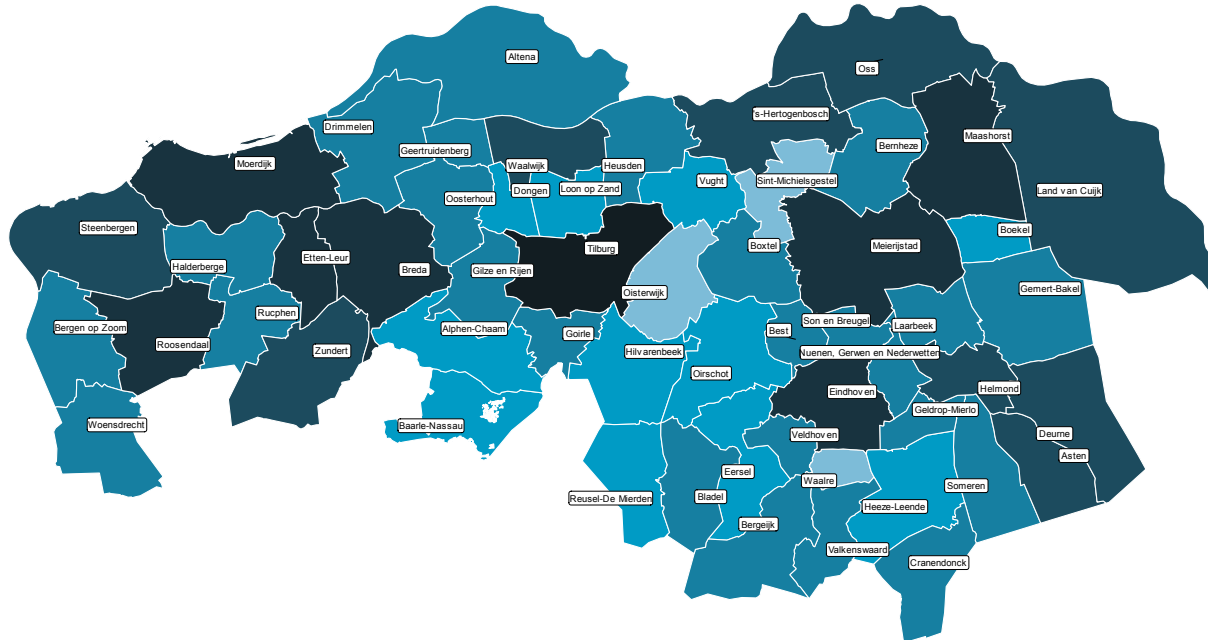 Altena
Oss
's-Hertogenbosch
Drimmelen
Maashorst
Geertruidenberg
Bernheze
Moerdijk
Waalwijk
Heusden
Sint-Michielsgestel
Vught
Dongen
Loon op Zand
Land van Cuijk
Oosterhout
Steenbergen
Boekel
Tilburg
Boxtel
Meierijstad
Etten-Leur
Halderberge
Breda
Gilze en Rijen
Gemert-Bakel
Oisterwijk
Rucphen
Son en Breugel
Bergen op Zoom
Alphen-Chaam
Laarbeek
Best
Goirle
Roosendaal
Zundert
Hilvarenbeek
Nuenen, Gerwen en Nederwetten
Oirschot
Helmond
Eindhoven
Geldrop-Mierlo
Woensdrecht
Baarle-Nassau
Veldhoven
Deurne
Asten
Eersel
Waalre
Someren
Reusel-De Mierden
Bladel
Heeze-Leende
Bergeijk
Valkenswaard
Cranendonck